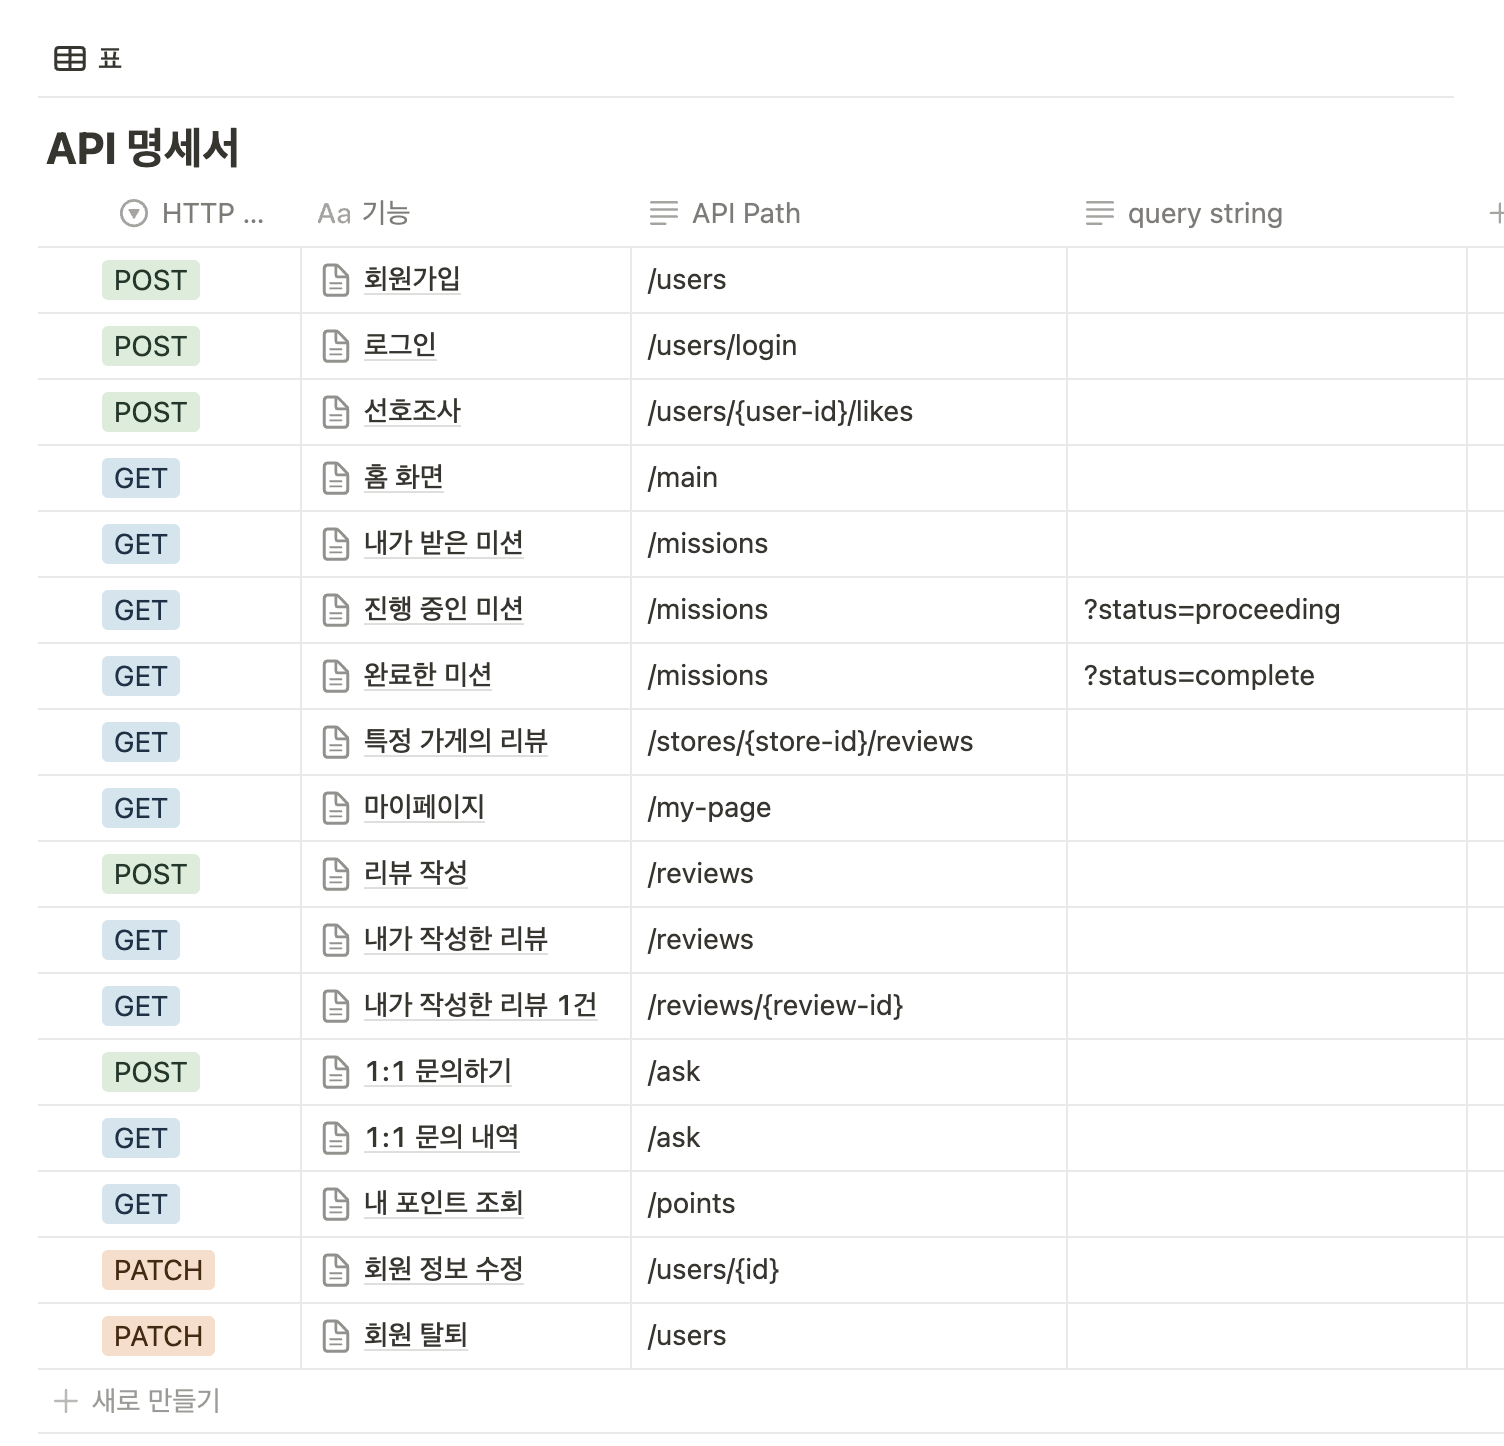 표
API 명세서
HTTP ... Aa 기능 API Path query string
POST 회원가입 /users
POST 로그인 /users/login
POST 선호조사 /users/{user-id}/likes
GET 홈 화면 /main
GET 내가 받은 미션 /missions
GET 진행 중인 미션 /missions ?status=proceeding
GET 완료한 미션 /missions ?status=complete
GET 특정 가게의 리뷰 /stores/{store-id}/reviews
GET 마이페이지 /my-page
POST 리뷰 작성 /reviews
GET 내가 작성한 리뷰 /reviews
GET 내가 작성한 리뷰 1건 /reviews/{review-id}
POST 1:1 문의하기 /ask
GET 1:1 문의 내역 /ask
GET 내 포인트 조회 /points
PATCH 회원 정보 수정 /users/{id}
PATCH 회원 탈퇴 /users
+ 새로 만들기